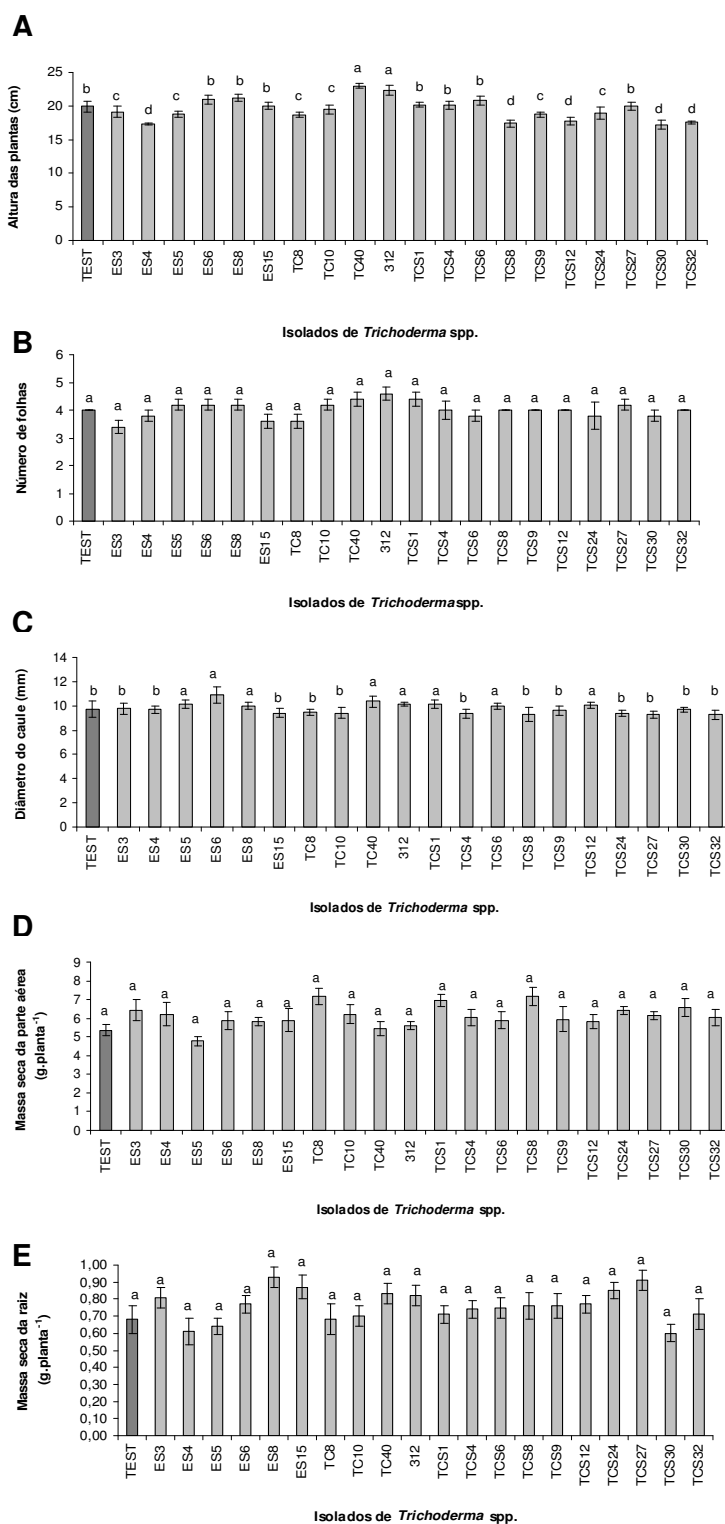 A
Altura das plantas (cm)
25
20
15
10
5
0
b c d c b b b c c a a b b b d c d c b d d
TEST ES3 ES4 ES5 ES6 ES8 ES15 TC8 TC10 TC40 312 TCS1 TCS4 TCS6 TCS8 TCS9 TCS12 TCS24 TCS27 TCS30 TCS32
Isolados de Trichoderma spp.
B
Número de folhas
6
5
4
3
2
1
0
a a a a a a a a a a a a a a a a a a a a a
TEST ES3 ES4 ES5 ES6 ES8 ES15 TC8 TC10 TC40 312 TCS1 TCS4 TCS6 TCS8 TCS9 TCS12 TCS24 TCS27 TCS30 TCS32
Isolados de Trichoderma spp.
C
Diâmetro do caule (mm)
14
12
10
8
6
4
2
0
b b b a a a b b b a a a b a b b a b b b b
TEST ES3 ES4 ES5 ES6 ES8 ES15 TC8 TC10 TC40 312 TCS1 TCS4 TCS6 TCS8 TCS9 TCS12 TCS24 TCS27 TCS30 TCS32
Isolados de Trichoderma spp.
D
Massa seca da parte aérea
(g.planta⁻¹)
9
8
7
6
5
4
3
2
1
0
a a a a a a a a a a a a a a a a a a a a a
TEST ES3 ES4 ES5 ES6 ES8 ES15 TC8 TC10 TC40 312 TCS1 TCS4 TCS6 TCS8 TCS9 TCS12 TCS24 TCS27 TCS30 TCS32
Isolados de Trichoderma spp.
E
Massa seca da raiz
(g.planta⁻¹)
1,00
0,90
0,80
0,70
0,60
0,50
0,40
0,30
0,20
0,10
0,00
a a a a a a a a a a a a a a a a a a a a a
TEST ES3 ES4 ES5 ES6 ES8 ES15 TC8 TC10 TC40 312 TCS1 TCS4 TCS6 TCS8 TCS9 TCS12 TCS24 TCS27 TCS30 TCS32
Isolados de Trichoderma spp.